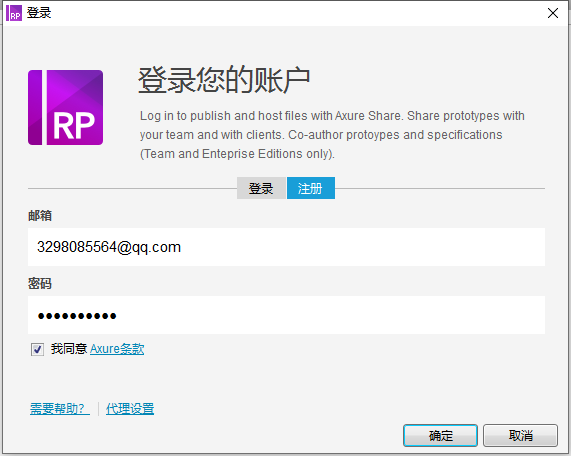 登录
RP
登录您的账户
Log in to publish and host files with Axure Share. Share prototypes with
your team and with clients. Co-author protoypes and specifications
(Team and Enteprise Editions only).
登录 注册
邮箱
3298085564@qq.com
密码
●●●●●●●●●●
我同意 Axure条款
需要帮助? 代理设置
确定 取消